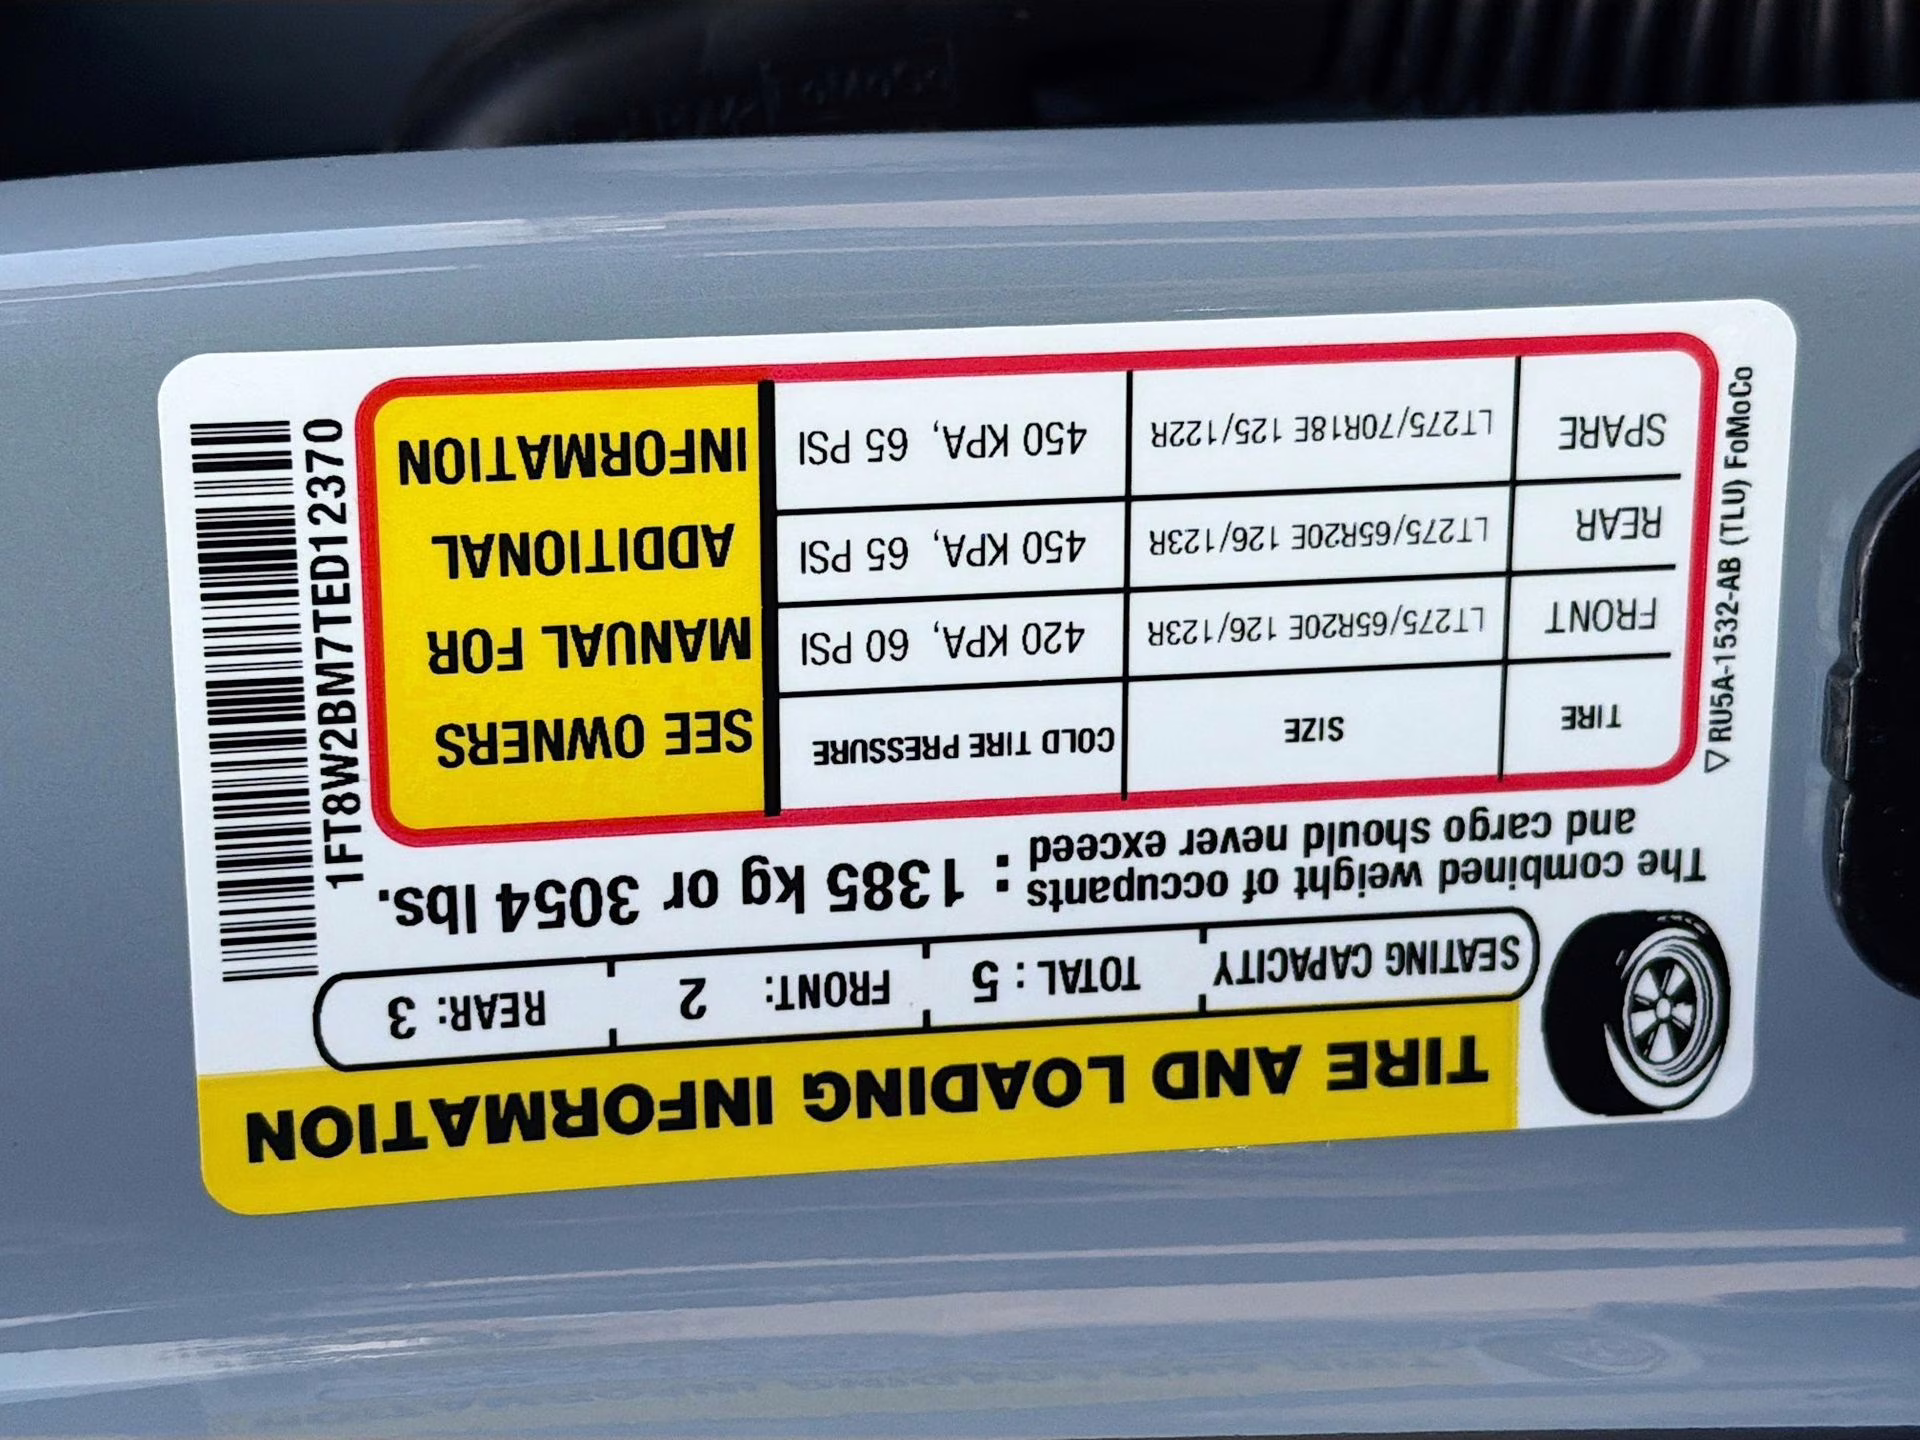 TIRE AND LOADING INFORMATION
SEATING CAPACITY TOTAL : 5 FRONT: 2 REAR: 3
The combined weight of occupants
and cargo should never exceed : 1385 kg or 3054 lbs.
TIRE SIZE COLD TIRE PRESSURE
FRONT LT275/65R20E 126/123R 420 KPA, 60 PSI
REAR LT275/65R20E 126/123R 450 KPA, 65 PSI
SPARE LT275/70R18E 125/122R 450 KPA, 65 PSI
SEE OWNERS
MANUAL FOR
ADDITIONAL
INFORMATION
1FT8W2BM7TED12370
▽RU5A-1532-AB (TLU) FoMoCo